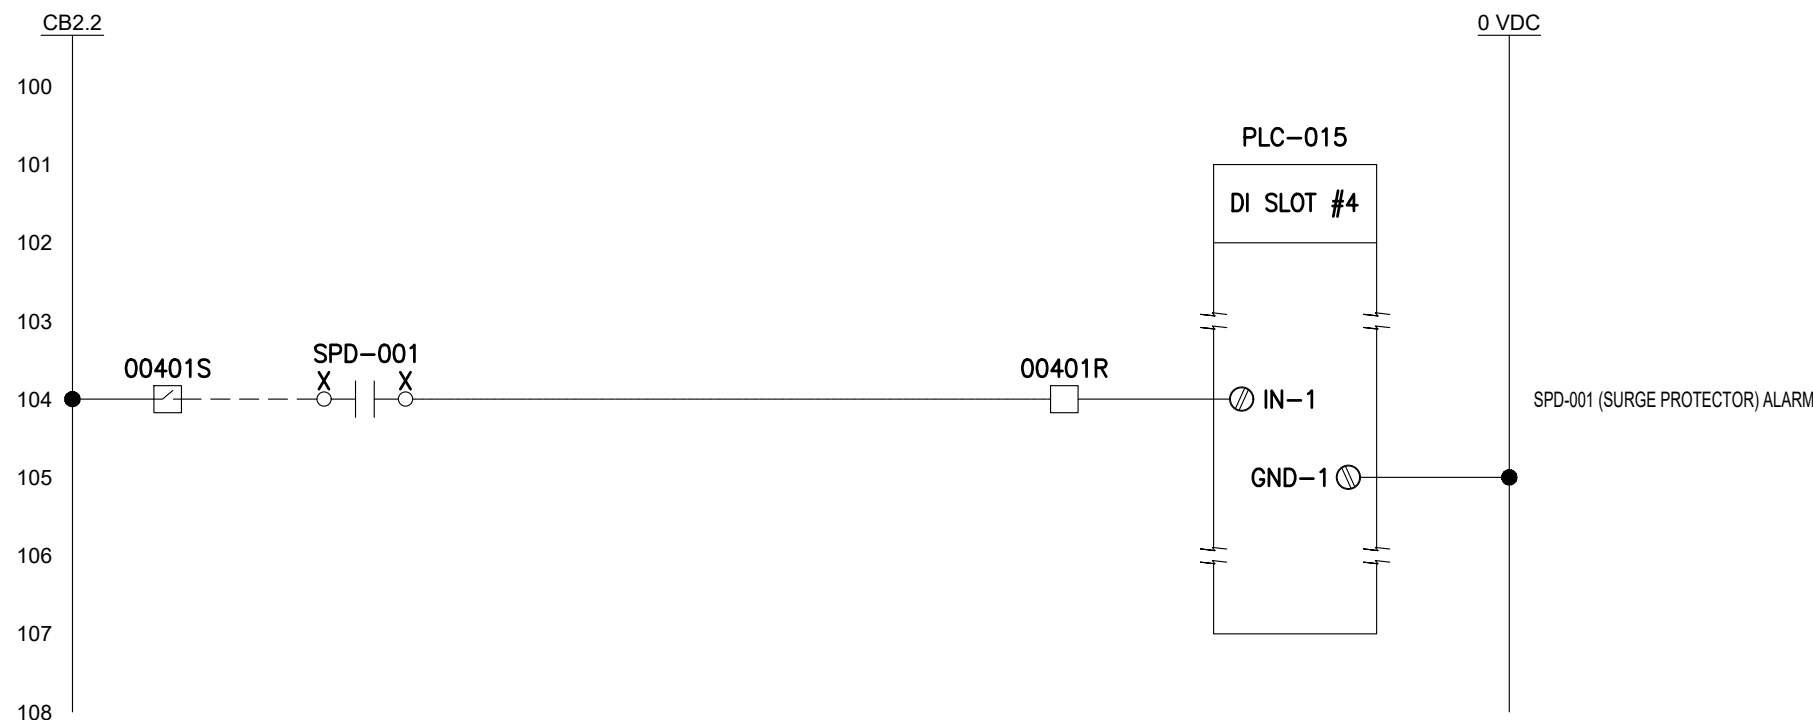 CB2.2
0 VDC
100
PLC-015
101
DI SLOT #4
102
103
SPD-001
00401S
X X
00401R
104
IN-1
SPD-001 (SURGE PROTECTOR) ALARM
105
GND-1
106
107
108